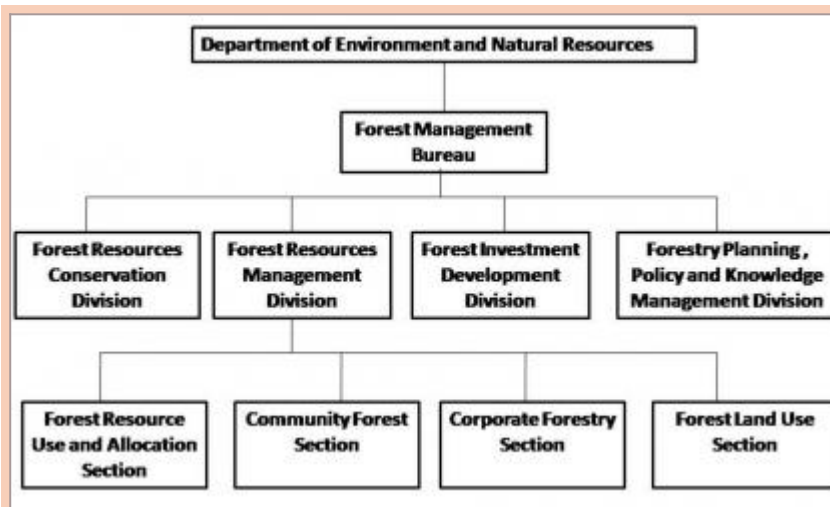 Department of Environment and Natural Resources
Forest Management
Bureau
Forest Resources
Conservation
Division
Forest Resources
Management
Division
Forest Investment
Development
Division
Forestry Planning ,
Policy and Knowledge
Management Division
Forest Resource
Use and Allocation
Section
Community Forest
Section
Corporate Forestry
Section
Forest Land Use
Section